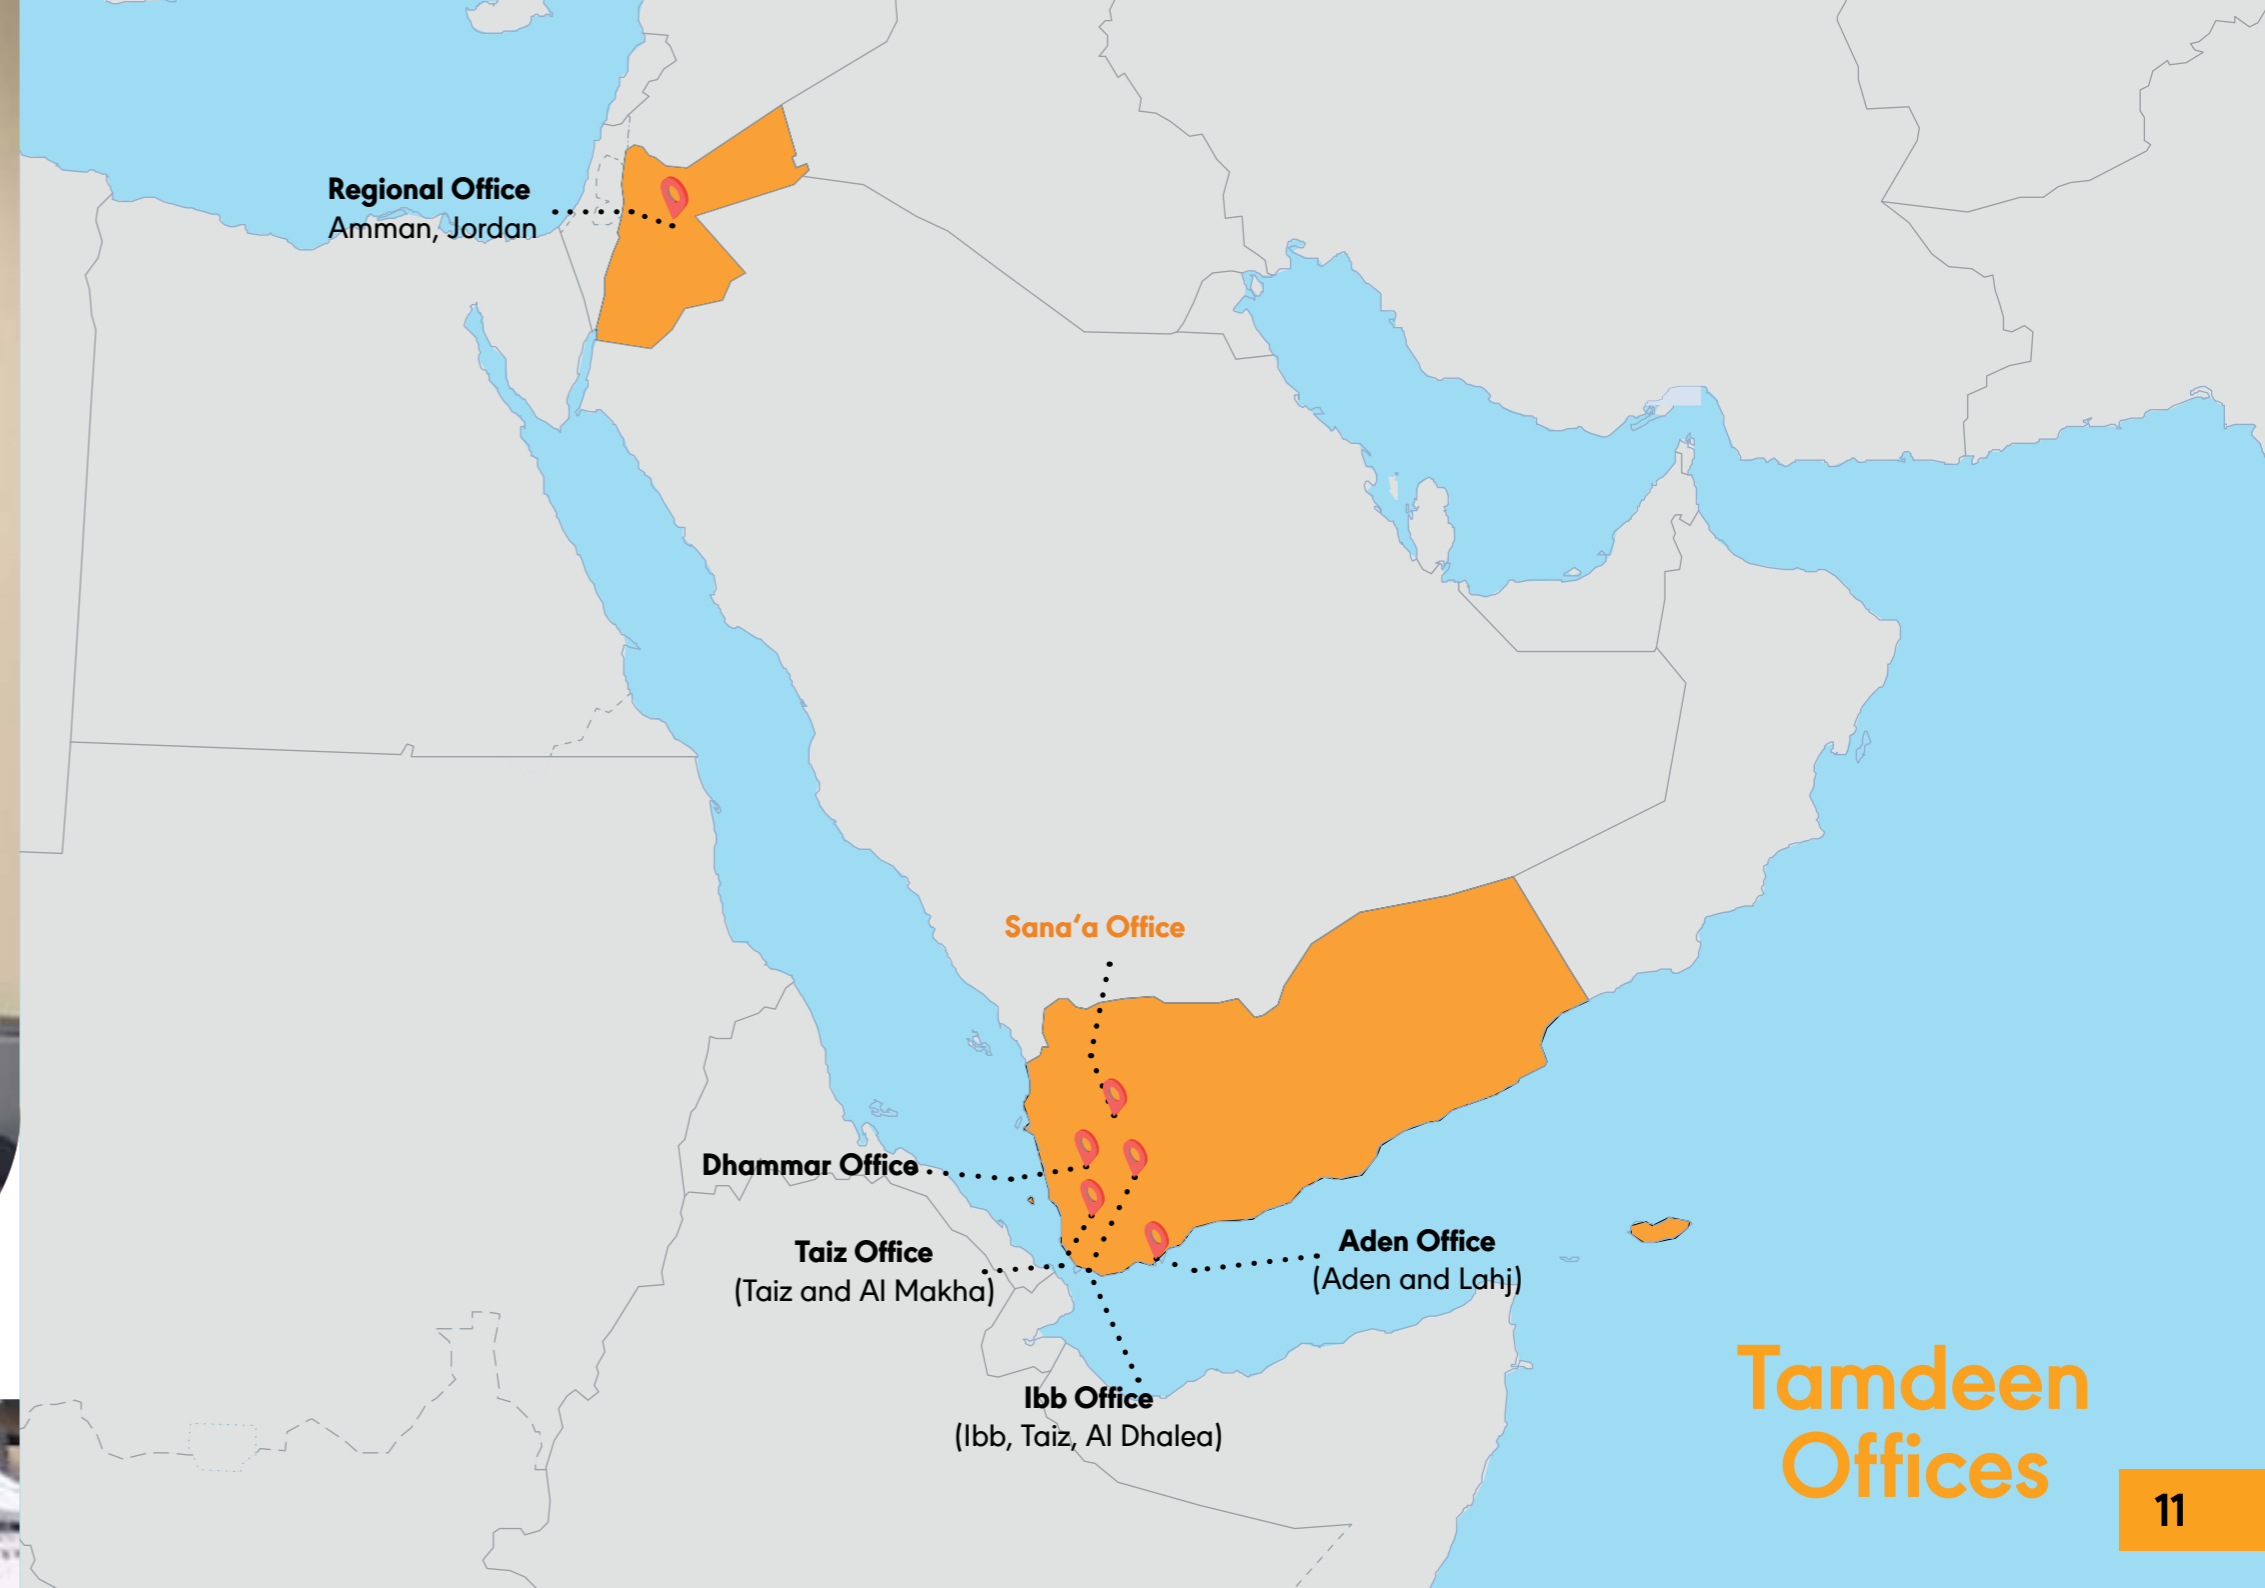 Regional Office
Amman, Jordan
Sana‘a Office
Dhammar Office
Taiz Office
(Taiz and Al Makha)
Aden Office
(Aden and Lahj)
Ibb Office
(Ibb, Taiz, Al Dhalea)
Tamdeen
Offices
11